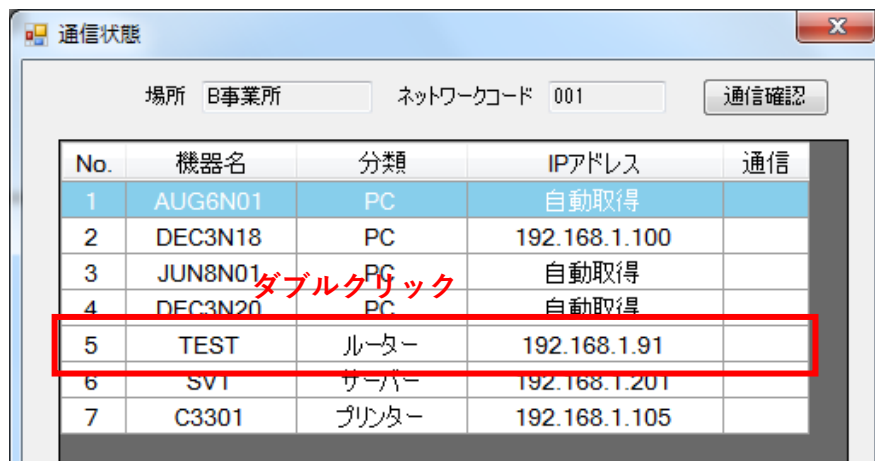 通信状態
場所 B事業所 ネットワークコード 001 通信確認
No. 機器名 分類 IPアドレス 通信
1 AUG6N01 PC 自動取得
2 DEC3N18 PC 192.168.1.100
3 JUN8N01 PC 自動取得
ダブルクリック
4 DEC3N20 PC 自動取得
5 TEST ルーター 192.168.1.91
6 SV1 サーバー 192.168.1.201
7 C3301 プリンター 192.168.1.105